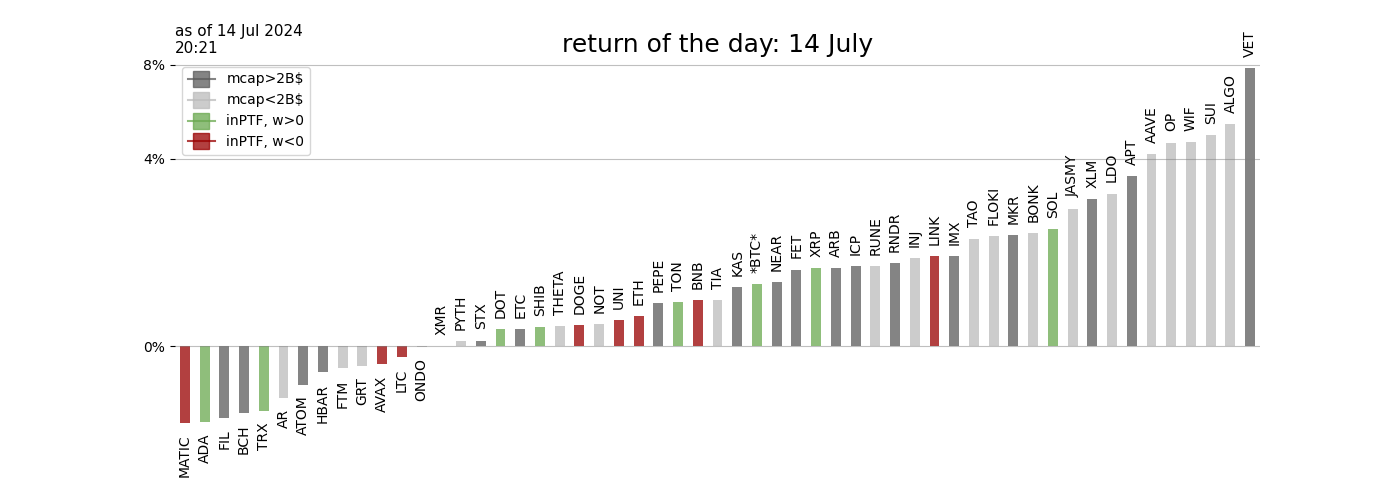 as of 14 Jul 2024
20:21
return of the day: 14 July
8%
4%
0%
mcap>2B$
mcap<2B$
inPTF, w>0
inPTF, w<0
MATIC
ADA
FIL
BCH
TRX
AR
ATOM
HBAR
FTM
GRT
AVAX
LTC
ONDO
XMR
PYTH
STX
DOT
ETC
SHIB
THETA
DOGE
NOT
UNI
ETH
PEPE
TON
BNB
TIA
KAS
*BTC*
NEAR
FET
XRP
ARB
ICP
RUNE
RNDR
INJ
LINK
IMX
TAO
FLOKI
MKR
BONK
SOL
JASMY
XLM
LDO
APT
AAVE
OP
WIF
SUI
ALGO
VET